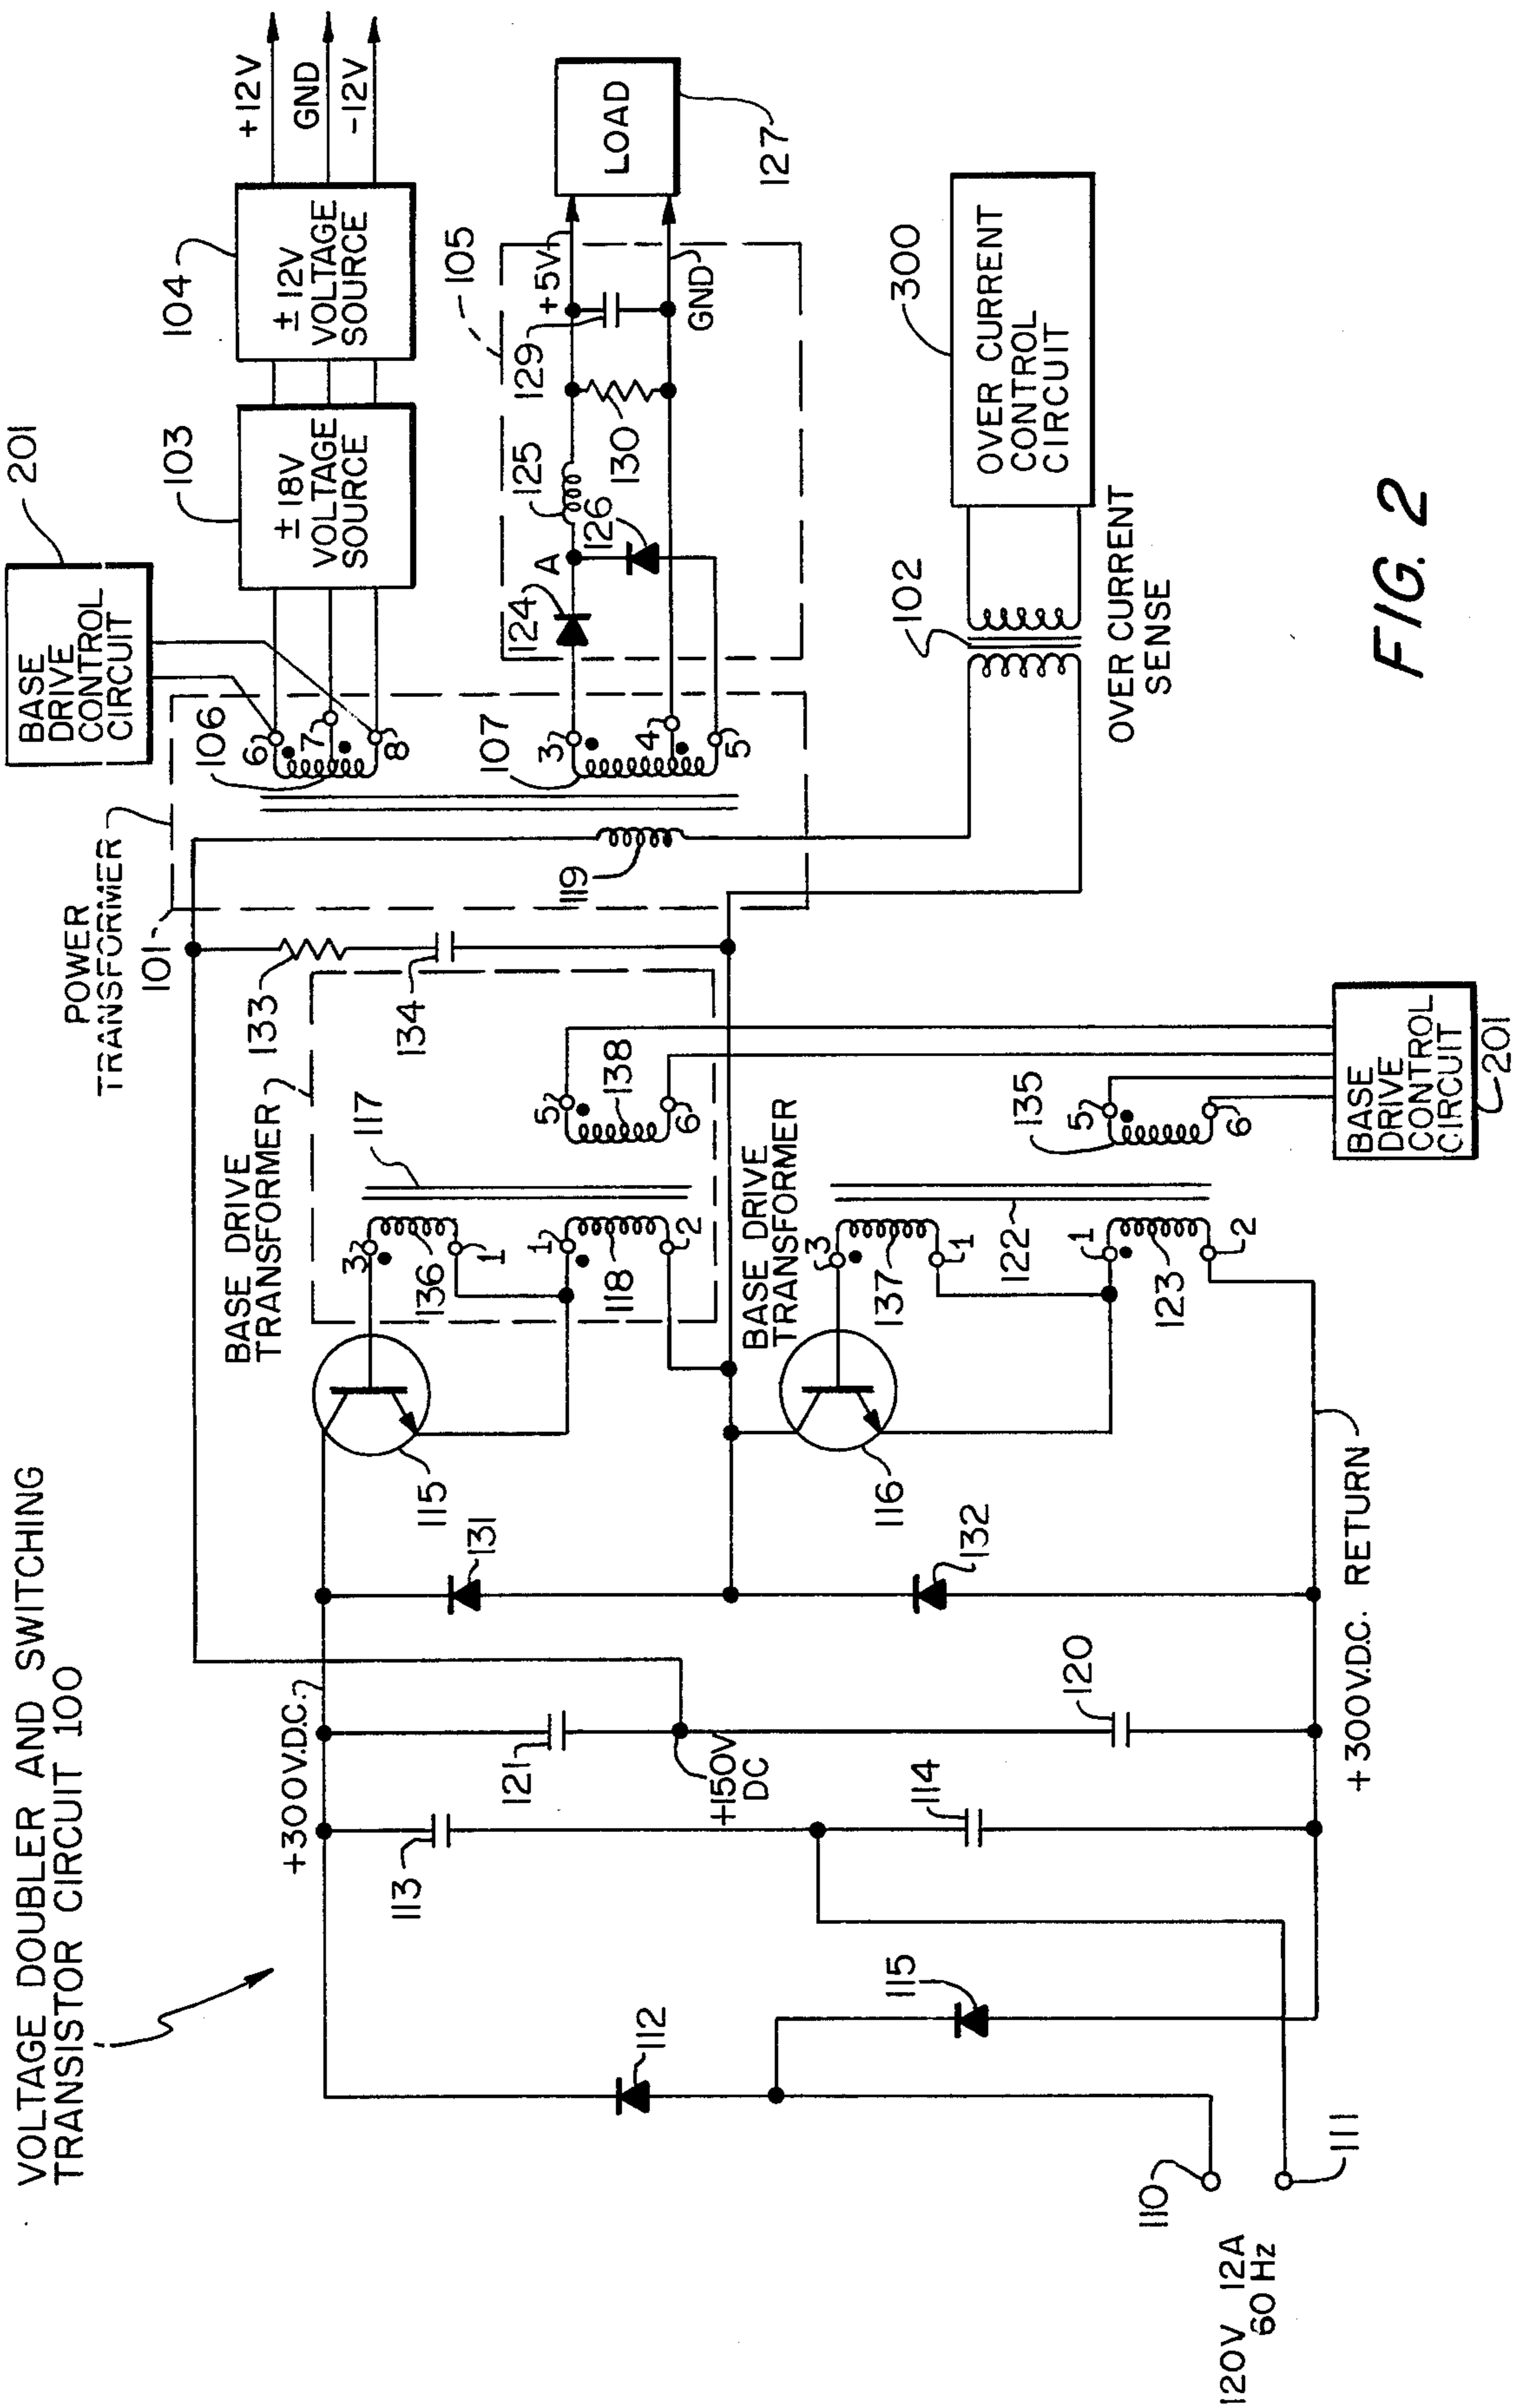 VOLTAGE DOUBLER AND SWITCHING
TRANSISTOR CIRCUIT 100
120V 12A
60 Hz
110
111
112
115
+300V.D.C.
113
114
121
+150V
DC
120
+300V.D.C. RETURN
131
132
115
116
BASE DRIVE
TRANSFORMER
117
3
136
1
1
118
2
5
138
6
BASE DRIVE
TRANSFORMER
3
137
1
122
1
123
2
135
5
6
BASE
DRIVE
CONTROL
CIRCUIT
201
133
134
POWER
TRANSFORMER
101
119
106
6
7
8
107
3
4
5
BASE
DRIVE
CONTROL
CIRCUIT
201
103
±18V
VOLTAGE
SOURCE
104
±12V
VOLTAGE
SOURCE
+12V
GND
-12V
105
124
A
126
125
130
129
+5V
GND
LOAD
127
102
OVER CURRENT
SENSE
300
OVER CURRENT
CONTROL
CIRCUIT
FIG. 2